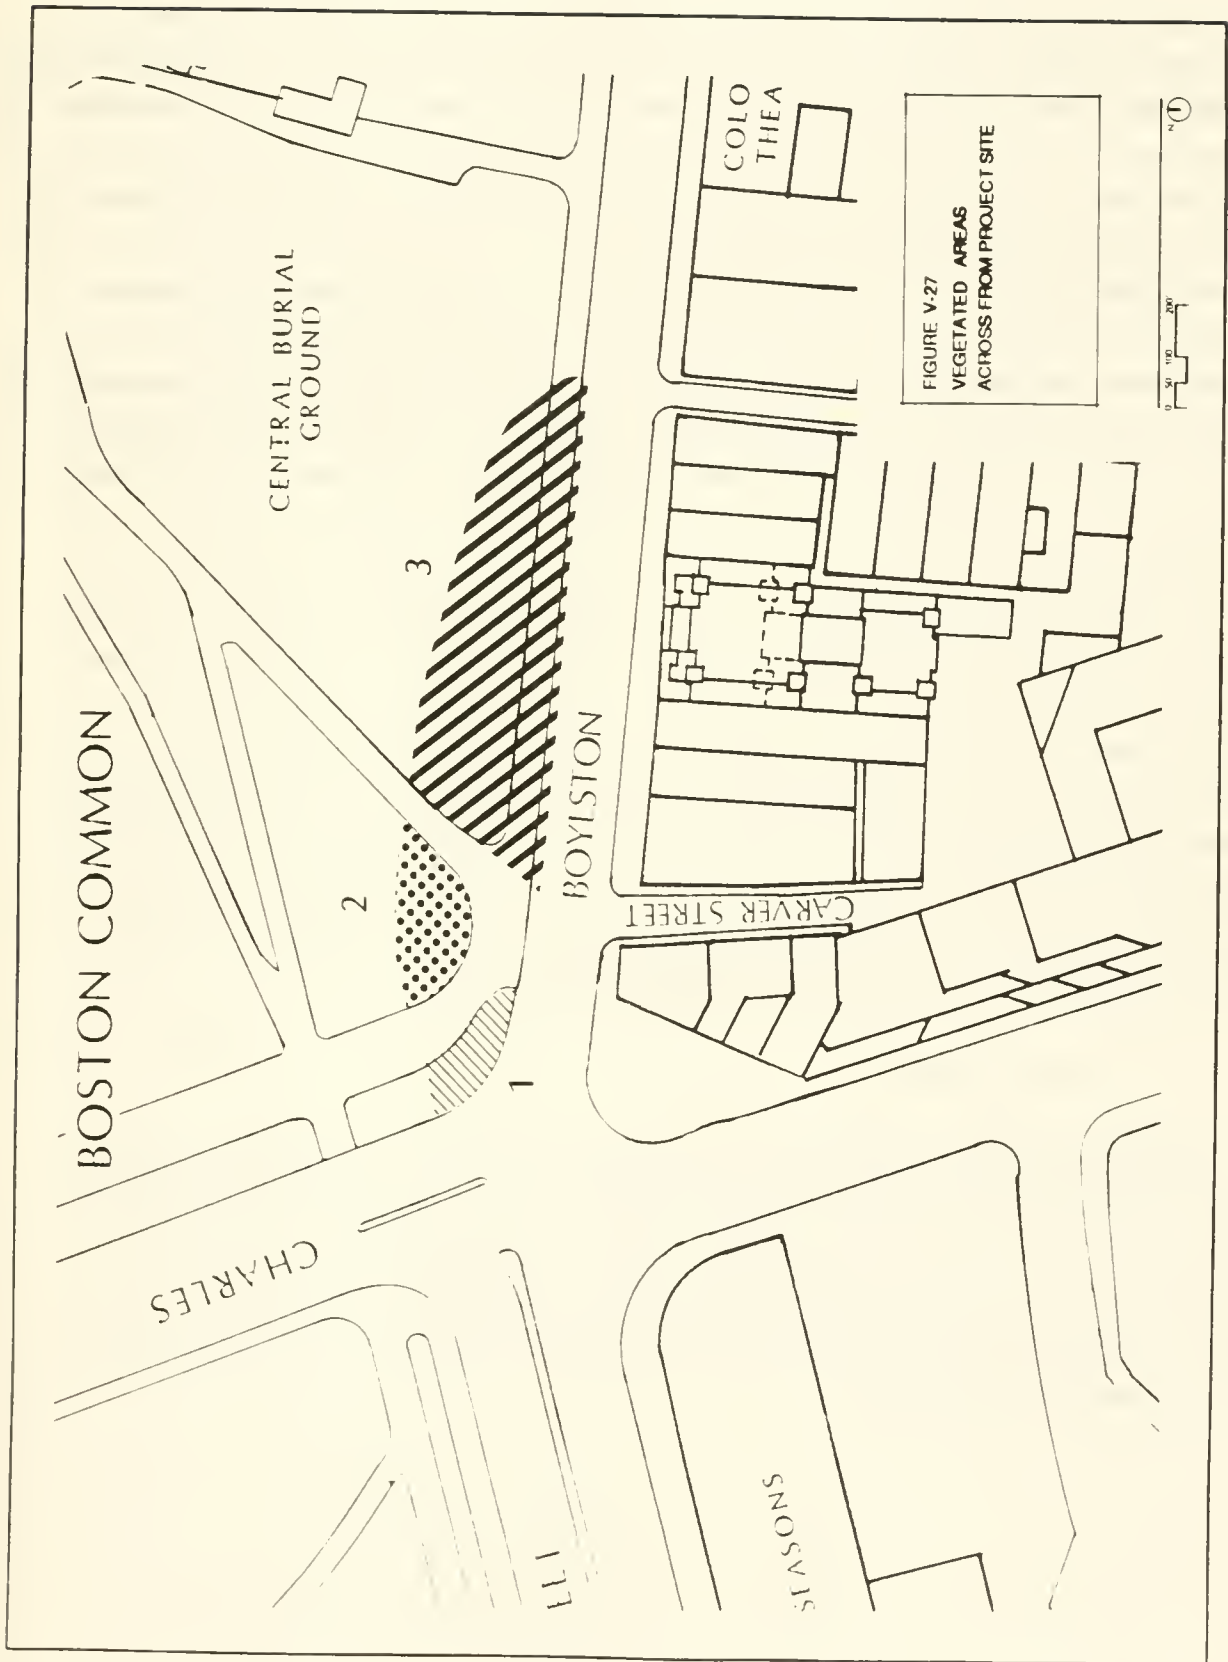 BOSTON COMMON
CENTRAL BURIAL
GROUND
3
2
1
CHARLES
BOYLSTON
CARVER STREET
COLO
THEA
SEASONS
FIGURE V-27
VEGETATED AREAS
ACROSS FROM PROJECT SITE
0 50 100 200'
N